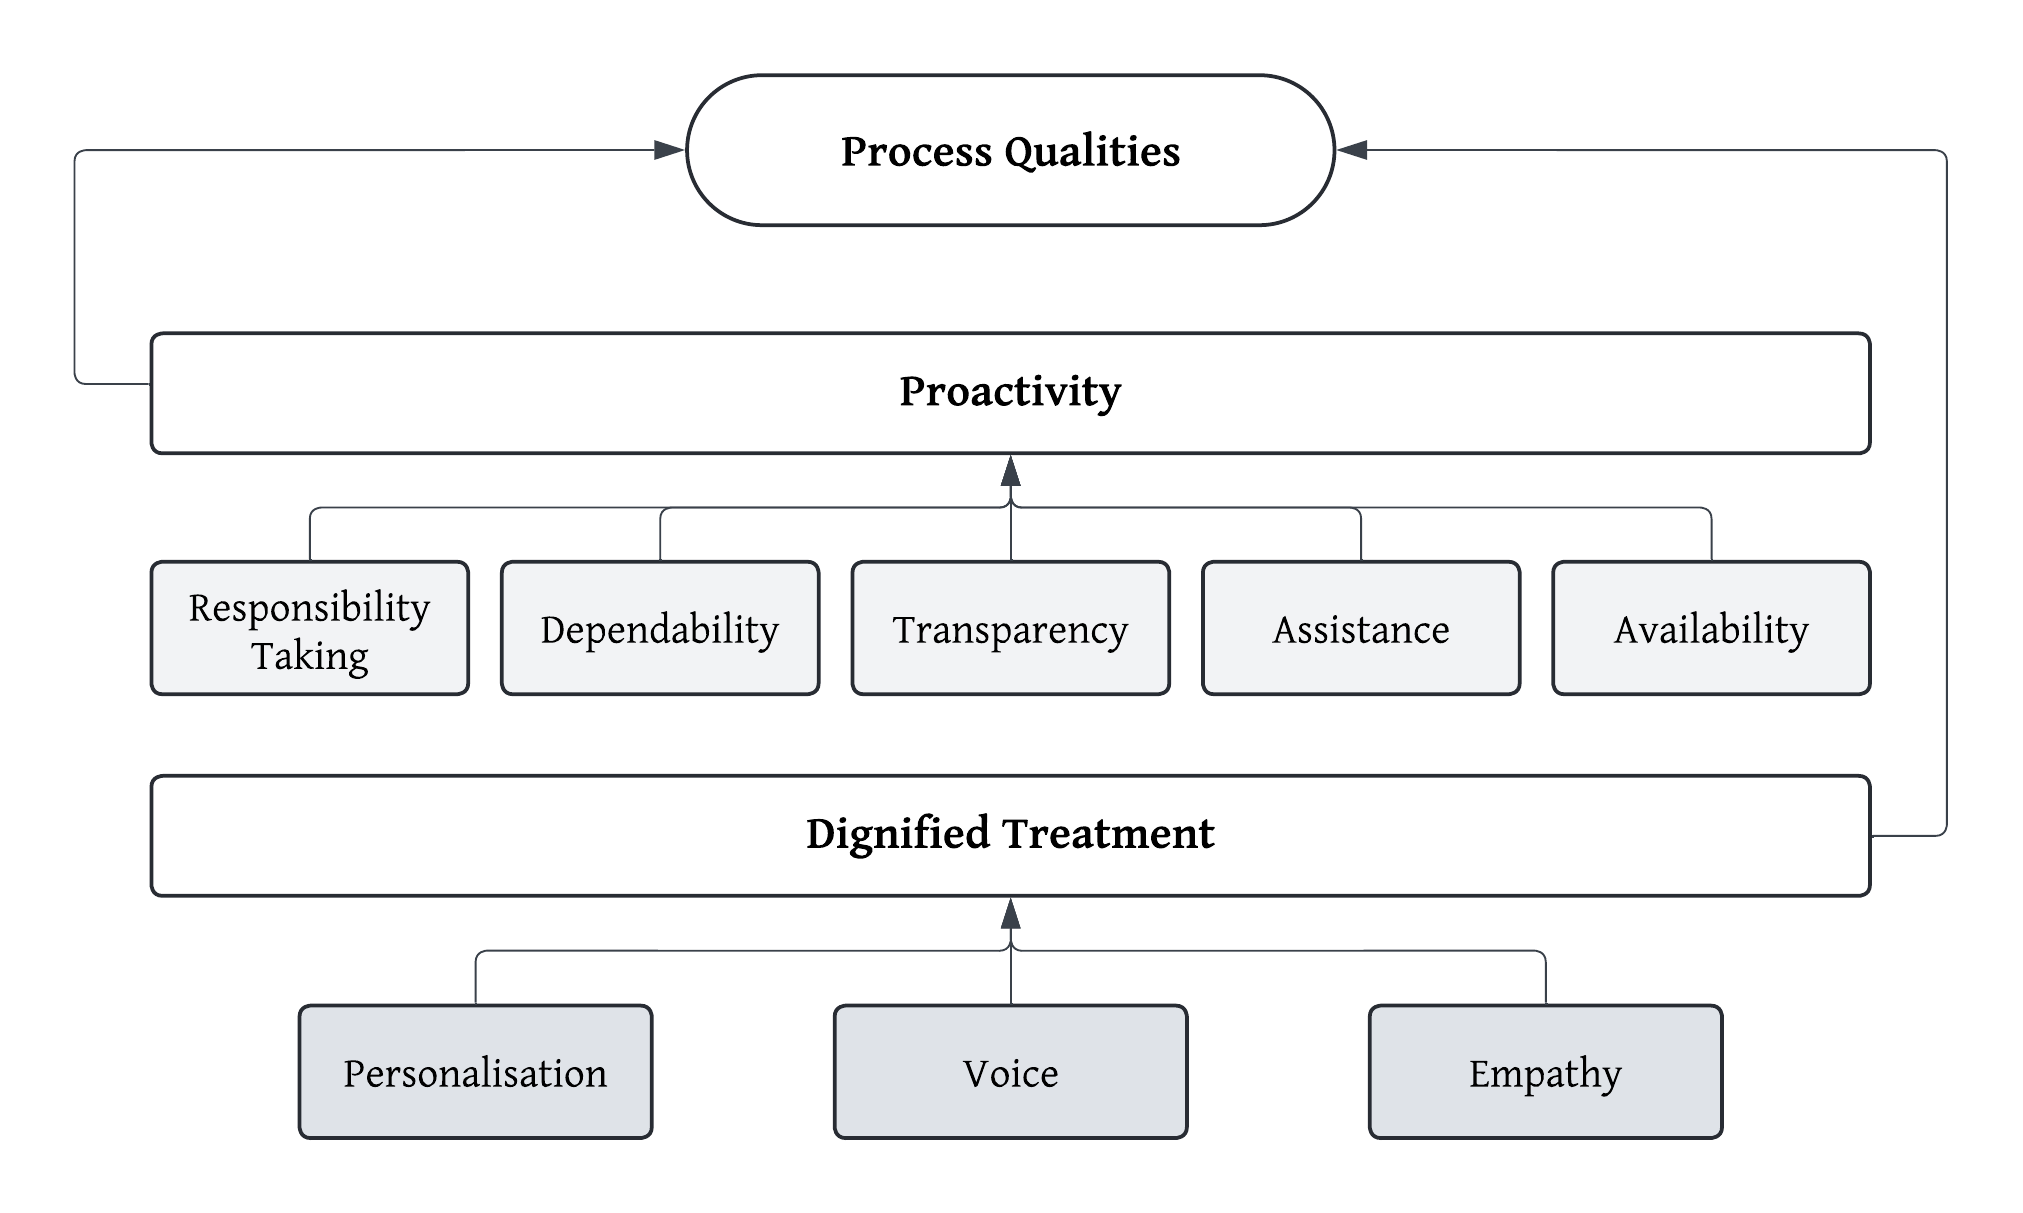 Process Qualities
Proactivity
Responsibility
Taking
Dependability
Transparency
Assistance
Availability
Dignified Treatment
Personalisation
Voice
Empathy